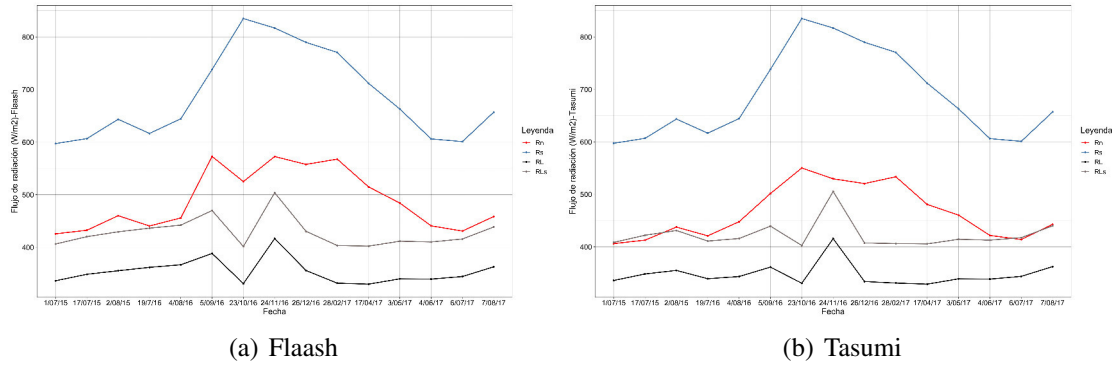 800
700
600
500
400
Flujo de radiación (W/m2)-Flaash
1/07/15 17/07/15 2/08/15 19/7/16 4/08/16 5/09/16 23/10/16 24/11/16 26/12/16 28/02/17 17/04/17 3/05/17 4/06/17 6/07/17 7/08/17
Fecha
Leyenda
Rn
Rs
RL
RLs
(a) Flaash
800
700
600
500
400
Flujo de radiación (W/m2)-Tasumi
1/07/15 17/07/15 2/08/15 19/7/16 4/08/16 5/09/16 23/10/16 24/11/16 26/12/16 28/02/17 17/04/17 3/05/17 4/06/17 6/07/17 7/08/17
Fecha
Leyenda
Rn
Rs
RL
RLs
(b) Tasumi